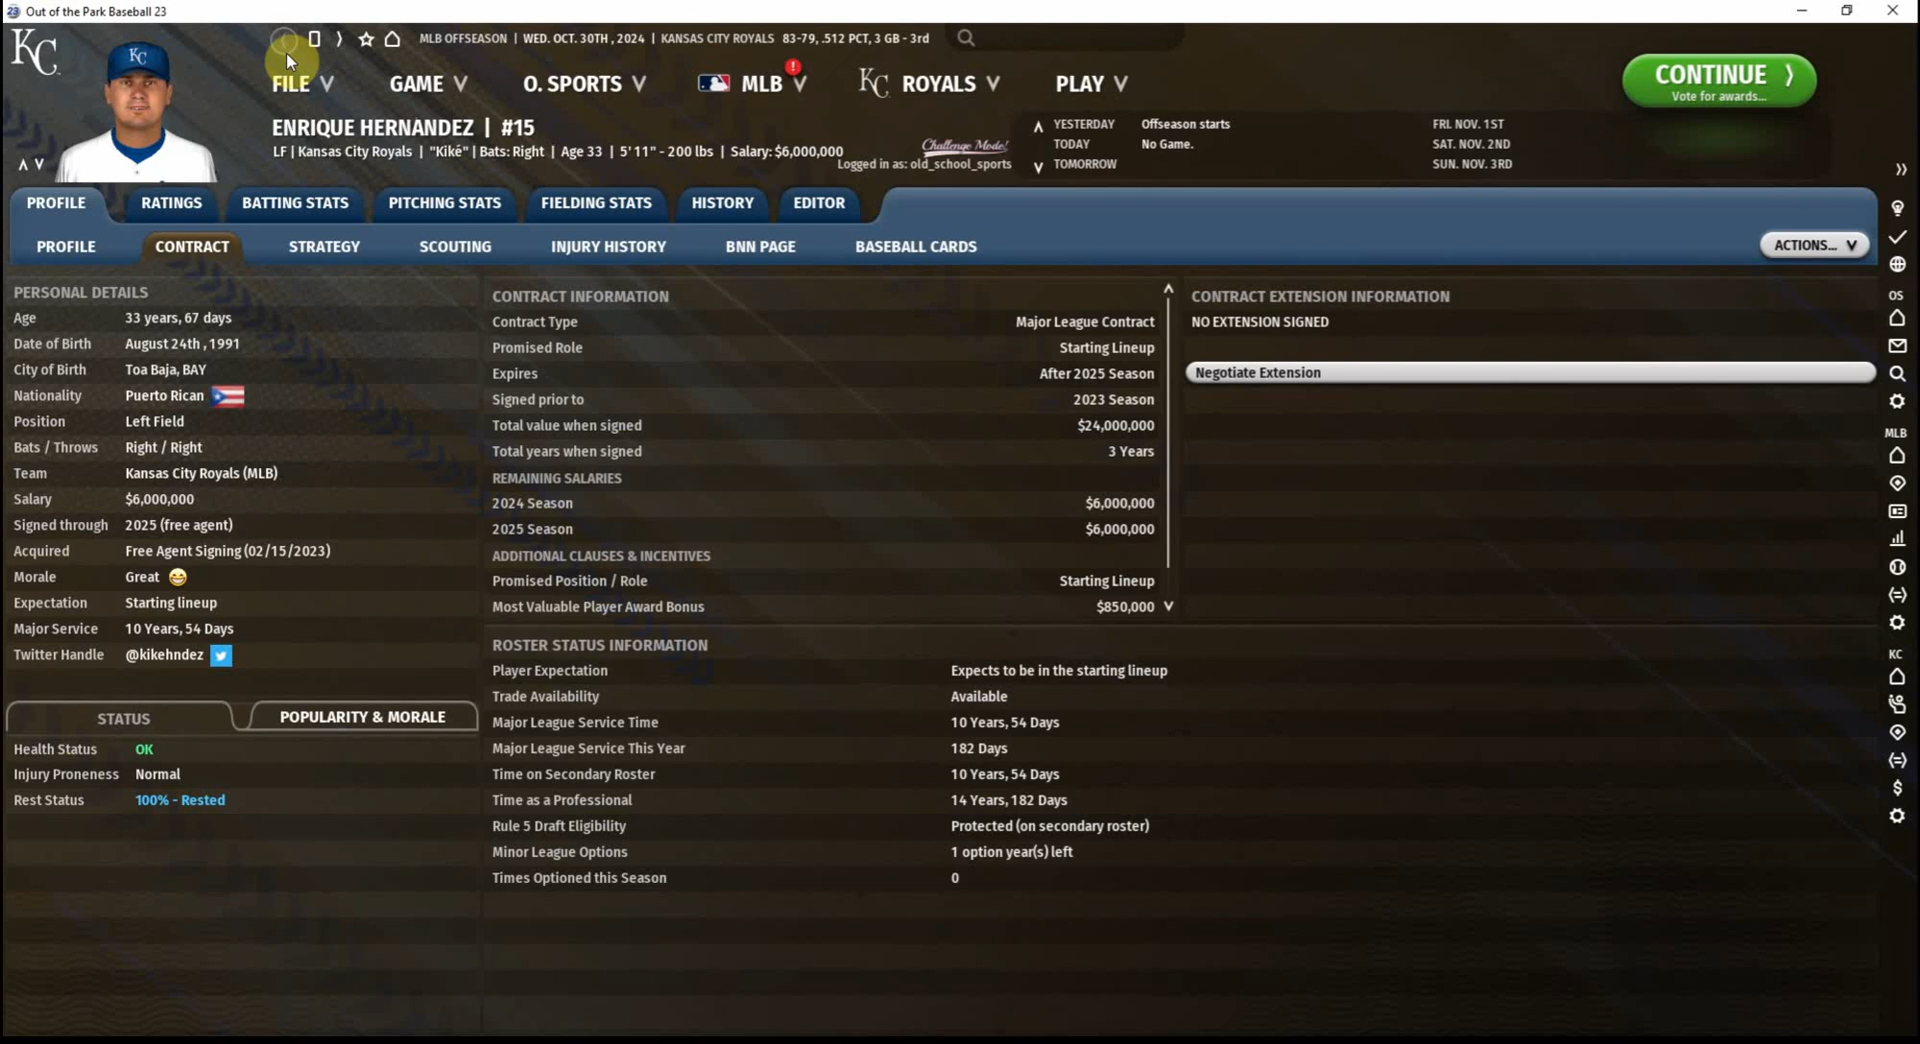 23 Out of the Park Baseball 23
MLB OFFSEASON | WED. OCT. 30TH , 2024 | KANSAS CITY ROYALS 83-79, .512 PCT, 3 GB - 3rd
KC
FILE GAME O. SPORTS MLB ! KC ROYALS PLAY
CONTINUE
Vote for awards...
ENRIQUE HERNANDEZ | #15
LF | Kansas City Royals | "Kiké" | Bats: Right | Age 33 | 5' 11" - 200 lbs | Salary: $6,000,000
Challenge Mode!
Logged in as: old_school_sports
YESTERDAY Offseason starts FRI. NOV. 1ST
TODAY No Game. SAT. NOV. 2ND
TOMORROW SUN. NOV. 3RD
PROFILE RATINGS BATTING STATS PITCHING STATS FIELDING STATS HISTORY EDITOR
PROFILE CONTRACT STRATEGY SCOUTING INJURY HISTORY BNN PAGE BASEBALL CARDS ACTIONS...
PERSONAL DETAILS
Age 33 years, 67 days
Date of Birth August 24th , 1991
City of Birth Toa Baja, BAY
Nationality Puerto Rican
Position Left Field
Bats / Throws Right / Right
Team Kansas City Royals (MLB)
Salary $6,000,000
Signed through 2025 (free agent)
Acquired Free Agent Signing (02/15/2023)
Morale Great
Expectation Starting lineup
Major Service 10 Years, 54 Days
Twitter Handle @kikehndez
STATUS POPULARITY & MORALE
Health Status OK
Injury Proneness Normal
Rest Status 100% - Rested
CONTRACT INFORMATION
Contract Type Major League Contract
Promised Role Starting Lineup
Expires After 2025 Season
Signed prior to 2023 Season
Total value when signed $24,000,000
Total years when signed 3 Years
REMAINING SALARIES
2024 Season $6,000,000
2025 Season $6,000,000
ADDITIONAL CLAUSES & INCENTIVES
Promised Position / Role Starting Lineup
Most Valuable Player Award Bonus $850,000
CONTRACT EXTENSION INFORMATION
NO EXTENSION SIGNED
Negotiate Extension
ROSTER STATUS INFORMATION
Player Expectation Expects to be in the starting lineup
Trade Availability Available
Major League Service Time 10 Years, 54 Days
Major League Service This Year 182 Days
Time on Secondary Roster 10 Years, 54 Days
Time as a Professional 14 Years, 182 Days
Rule 5 Draft Eligibility Protected (on secondary roster)
Minor League Options 1 option year(s) left
Times Optioned this Season 0
OS
MLB
KC
$